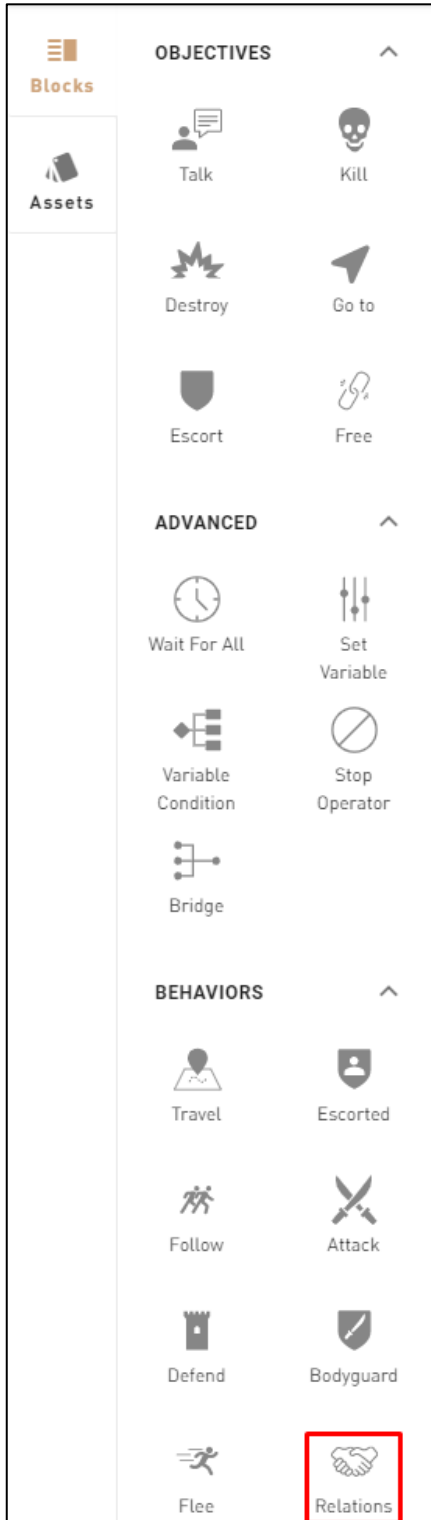 Blocks
Assets
OBJECTIVES
Talk
Kill
Destroy
Go to
Escort
Free
ADVANCED
Wait For All
Set
Variable
Variable
Condition
Stop
Operator
Bridge
BEHAVIORS
Travel
Escorted
Follow
Attack
Defend
Bodyguard
Flee
Relations